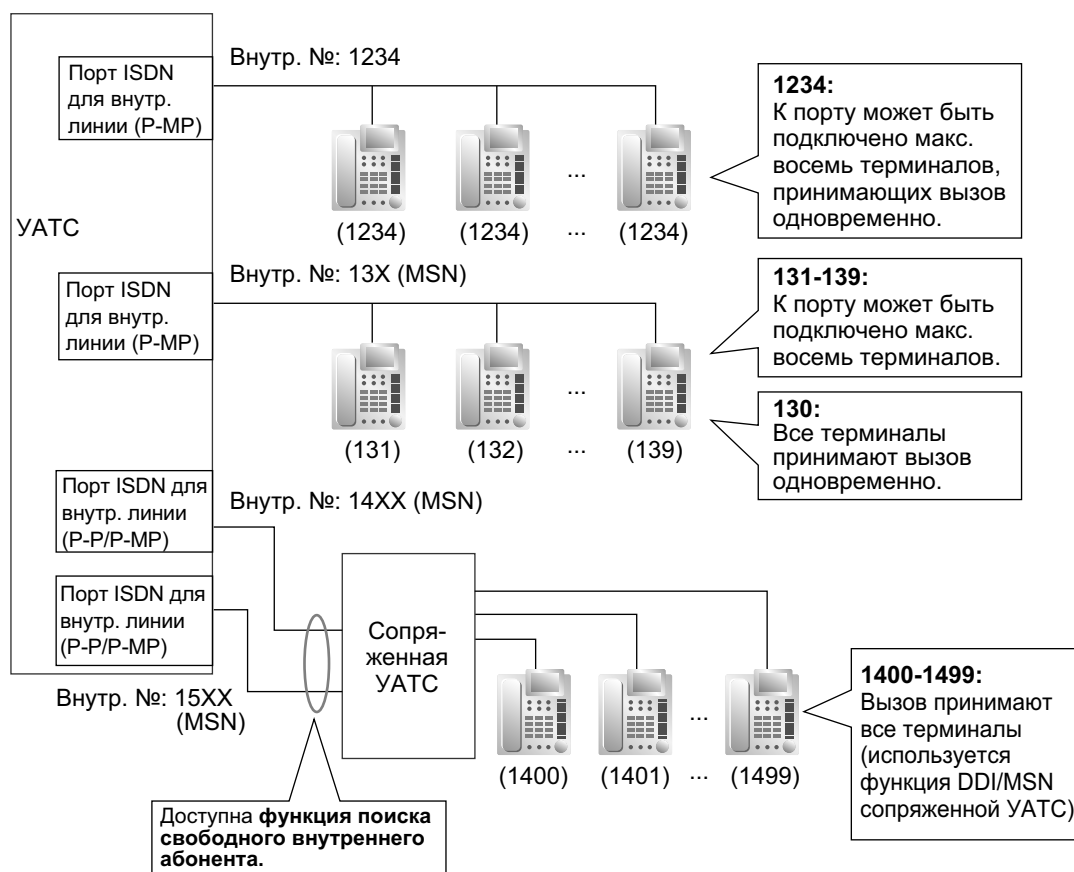 УАТС
Порт ISDN
для внутр.
линии (P-MP)
Внутр. №: 1234
(1234)
(1234)
...
...
(1234)
1234:
К порту может быть
подключено макс.
восемь терминалов,
принимающих вызов
одновременно.
Порт ISDN
для внутр.
линии (P-MP)
Внутр. №: 13X (MSN)
(131)
(132)
...
...
(139)
131-139:
К порту может быть
подключено макс.
восемь терминалов.
130:
Все терминалы
принимают вызов
одновременно.
Порт ISDN для
внутр. линии
(P-P/P-MP)
Внутр. №: 14XX (MSN)
Порт ISDN для
внутр. линии
(P-P/P-MP)
Внутр. №: 15XX
(MSN)
Сопря-
женная
УАТС
(1400)
(1401)
...
...
(1499)
1400-1499:
Вызов принимают
все терминалы
(используется
функция DDI/MSN
сопряженной УАТС)
Доступна функция поиска
свободного внутреннего
абонента.